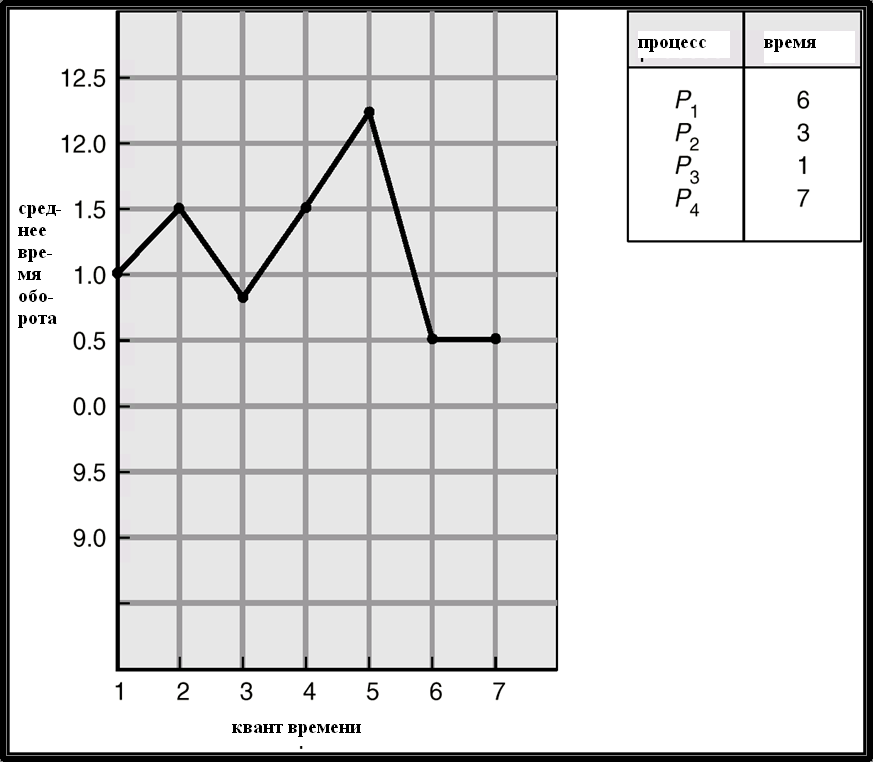 12.5
12.0
1.5
1.0
0.5
0.0
9.5
9.0
сред-
нее
вре-
мя
обо-
рота
1 2 3 4 5 6 7
квант времени
процесс время
P1 6
P2 3
P3 1
P4 7